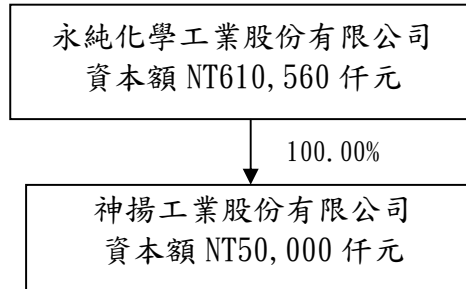 永純化學工業股份有限公司
資本額 NT610,560 仟元
100.00%
神揚工業股份有限公司
資本額 NT50,000 仟元